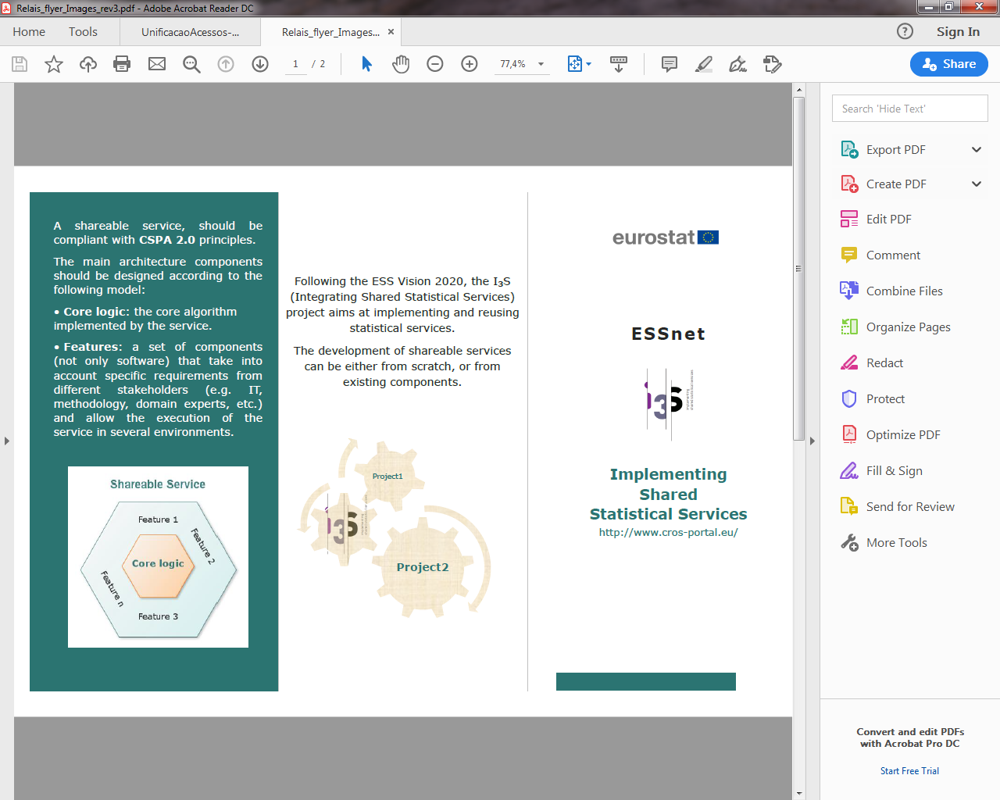 Relais_flyer_Images_rev3.pdf - Adobe Acrobat Reader DC
Home
Tools
UnificacaoAcessos-...
Relais_flyer_Images...
Sign In
1 / 2
77,4%
Share
A shareable service, should be
compliant with CSPA 2.0 principles.
The main architecture components
should be designed according to the
following model:
• Core logic: the core algorithm
implemented by the service.
• Features: a set of components
(not only software) that take into
account specific requirements from
different stakeholders (e.g. IT,
methodology, domain experts, etc.)
and allow the execution of the
service in several environments.
Shareable Service
Feature 1
Feature 2
Core logic
Feature n
Feature 3
Following the ESS Vision 2020, the I3S
(Integrating Shared Statistical Services)
project aims at implementing and reusing
statistical services.
The development of shareable services
can be either from scratch, or from
existing components.
Project1
i3S
Project2
eurostat
ESSnet
i3S
implementing
shared statistical services
Implementing
Shared
Statistical Services
http://www.cros-portal.eu/
Search 'Hide Text'
Export PDF
Create PDF
Edit PDF
Comment
Combine Files
Organize Pages
Redact
Protect
Optimize PDF
Fill & Sign
Send for Review
More Tools
Convert and edit PDFs
with Acrobat Pro DC
Start Free Trial